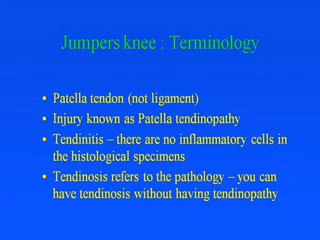 Jumpers knee : Terminology
• Patella tendon (not ligament)
• Injury known as Patella tendinopathy
• Tendinitis – there are no inflammatory cells in
the histological specimens
• Tendinosis refers to the pathology – you can
have tendinosis without having tendinopathy